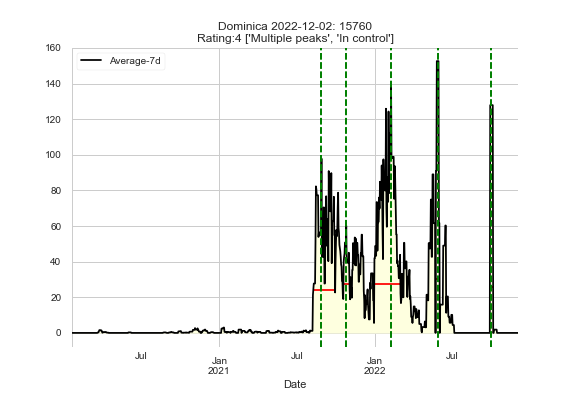 Dominica 2022-12-02: 15760
Rating:4 ['Multiple peaks', 'In control']
160
140
120
100
80
60
40
20
0
Average-7d
Jul
Jan
2021
Jul
Jan
2022
Jul
Date